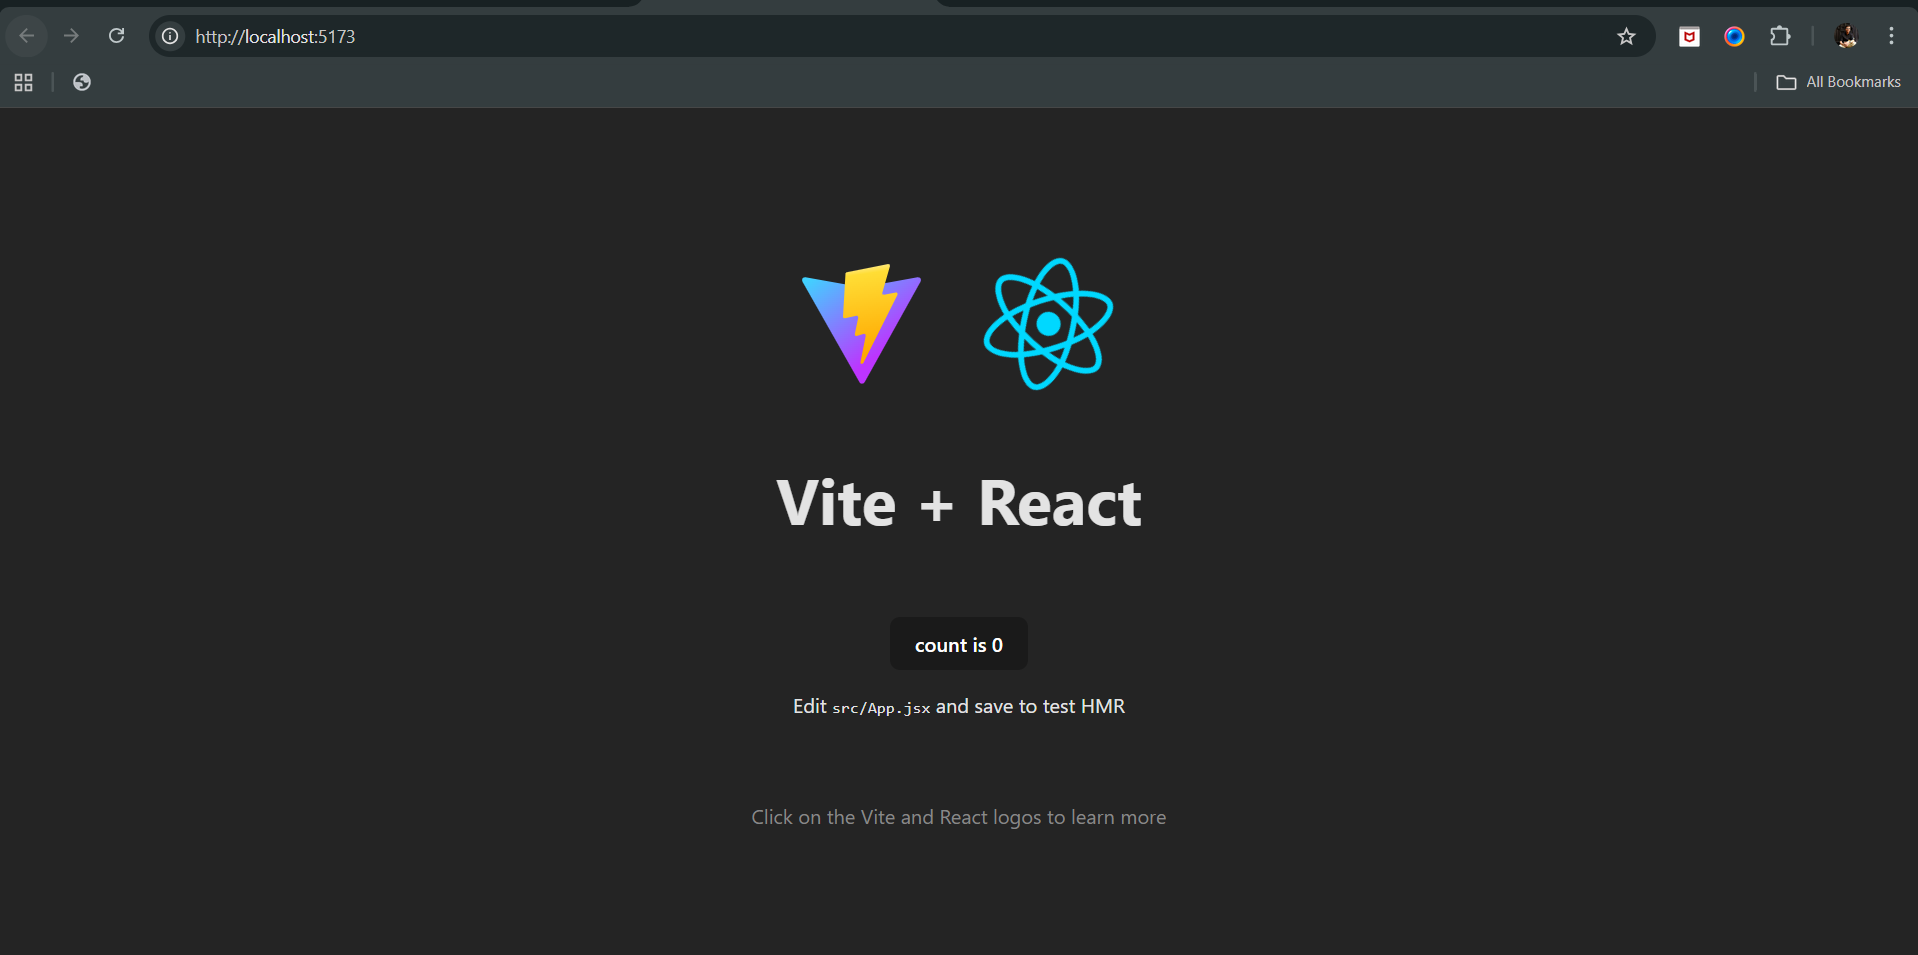 http://localhost:5173
All Bookmarks
Vite + React
count is 0
Edit src/App.jsx and save to test HMR
Click on the Vite and React logos to learn more